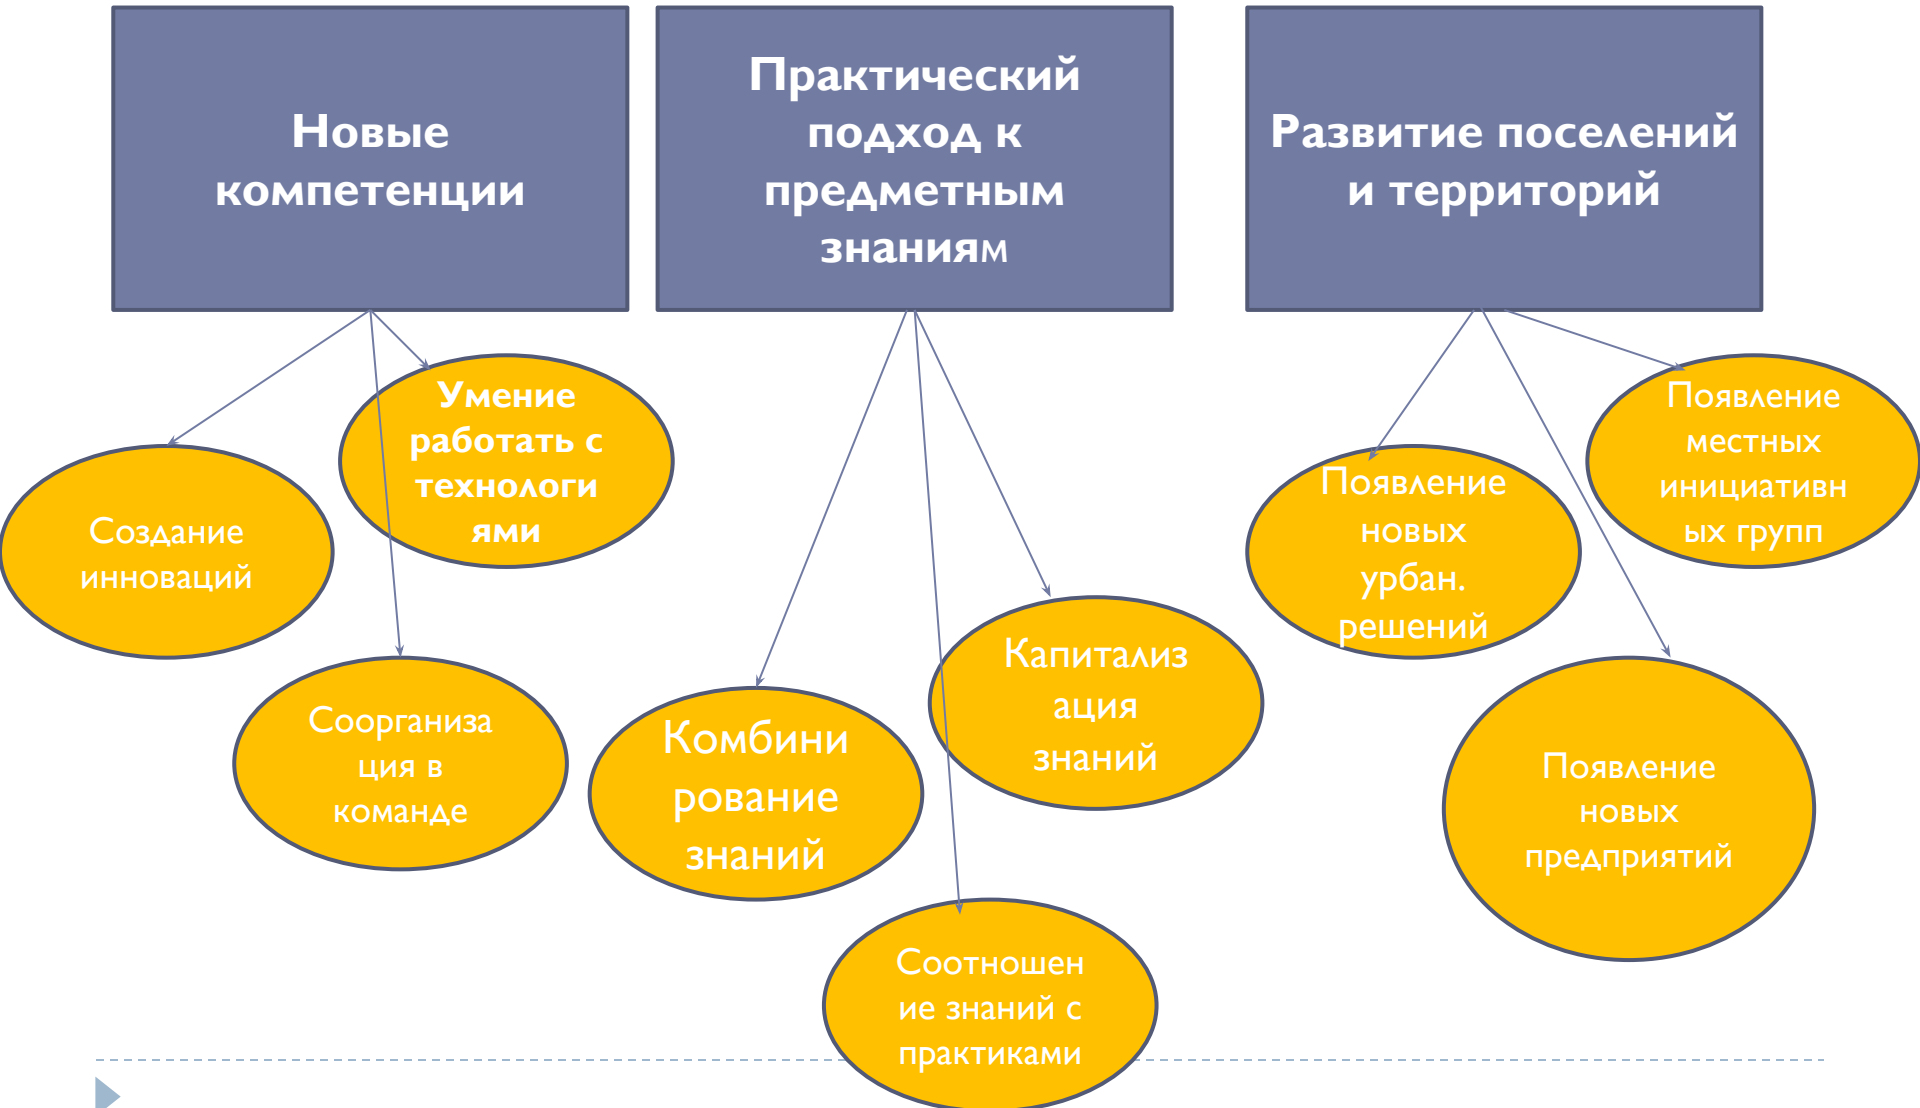 Новые
компетенции
Практический
подход к
предметным
знаниям
Развитие поселений
и территорий
Создание
инноваций
Умение
работать с
технологи
ями
Соорганиза
ция в
команде
Комбини
рование
знаний
Капитализ
ация
знаний
Соотношен
ие знаний с
практиками
Появление
новых
урбан.
решений
Появление
местных
инициативн
ых групп
Появление
новых
предприятий